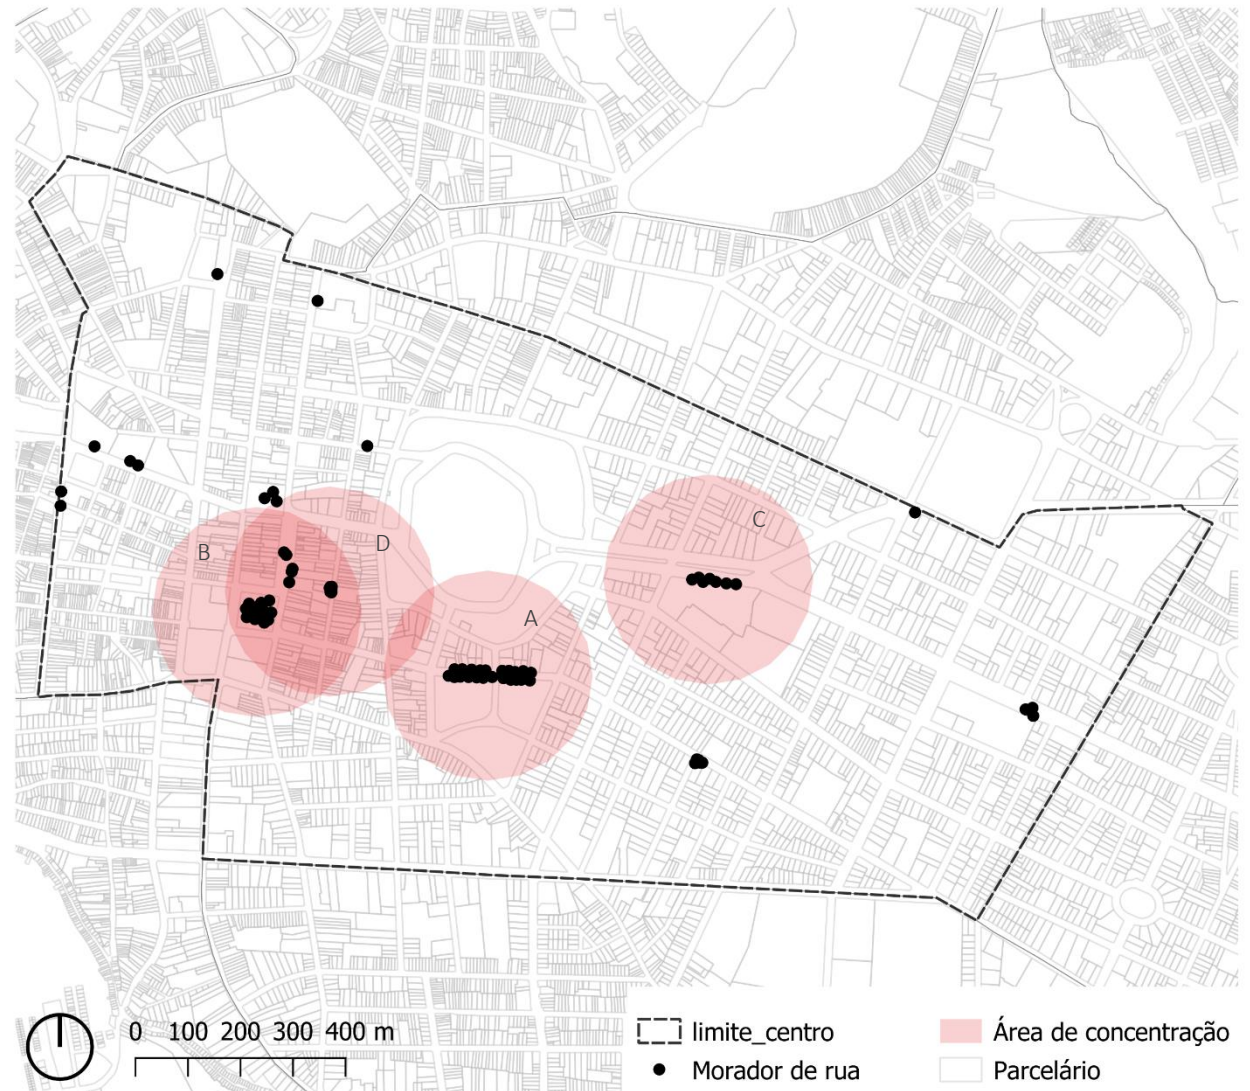 C
D
B
A
0 100 200 300 400 m
limite_centro
Área de concentração
Morador de rua
Parcelário